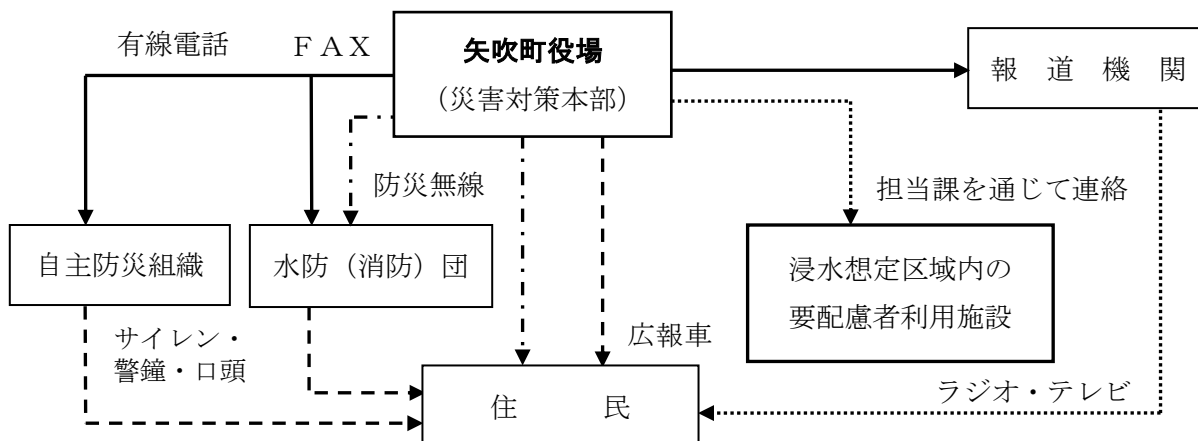 有線電話　ＦＡＸ
矢吹町役場
（災害対策本部）
報道機関
防災無線
担当課を通じて連絡
自主防災組織
水防（消防）団
浸水想定区域内の
要配慮者利用施設
サイレン・
警鐘・口頭
広報車
住民
ラジオ・テレビ